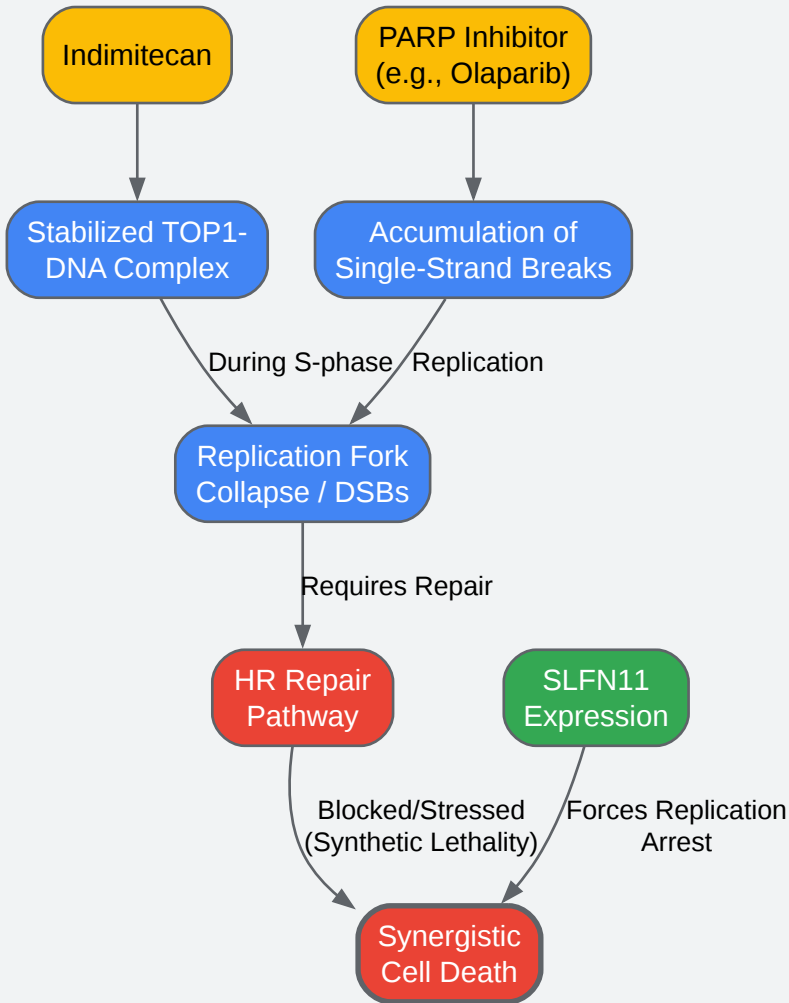 Indimitecan
PARP Inhibitor
(e.g., Olaparib)
Stabilized TOP1-
DNA Complex
Accumulation of
Single-Strand Breaks
During S-phase
Replication
Replication Fork
Collapse / DSBs
Requires Repair
HR Repair
Pathway
SLFN11
Expression
Blocked/Stressed
(Synthetic Lethality)
Forces Replication
Arrest
Synergistic
Cell Death